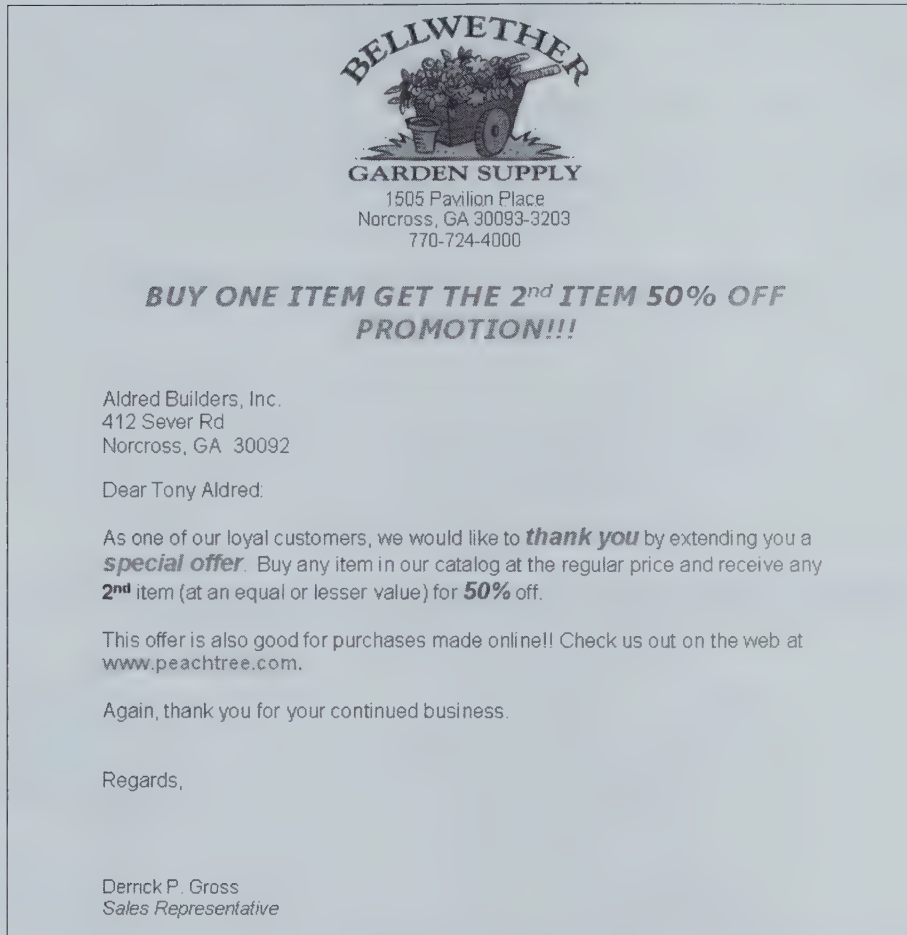 BELLWETHER
GARDEN SUPPLY
1505 Pavilion Place
Norcross, GA 30093-3203
770-724-4000
BUY ONE ITEM GET THE 2nd ITEM 50% OFF
PROMOTION!!!
Aldred Builders, Inc.
412 Sever Rd
Norcross, GA 30092
Dear Tony Aldred:
As one of our loyal customers, we would like to thank you by extending you a
special offer. Buy any item in our catalog at the regular price and receive any
2nd item (at an equal or lesser value) for 50% off.
This offer is also good for purchases made online!! Check us out on the web at
www.peachtree.com.
Again, thank you for your continued business.
Regards,
Derrick P. Gross
Sales Representative